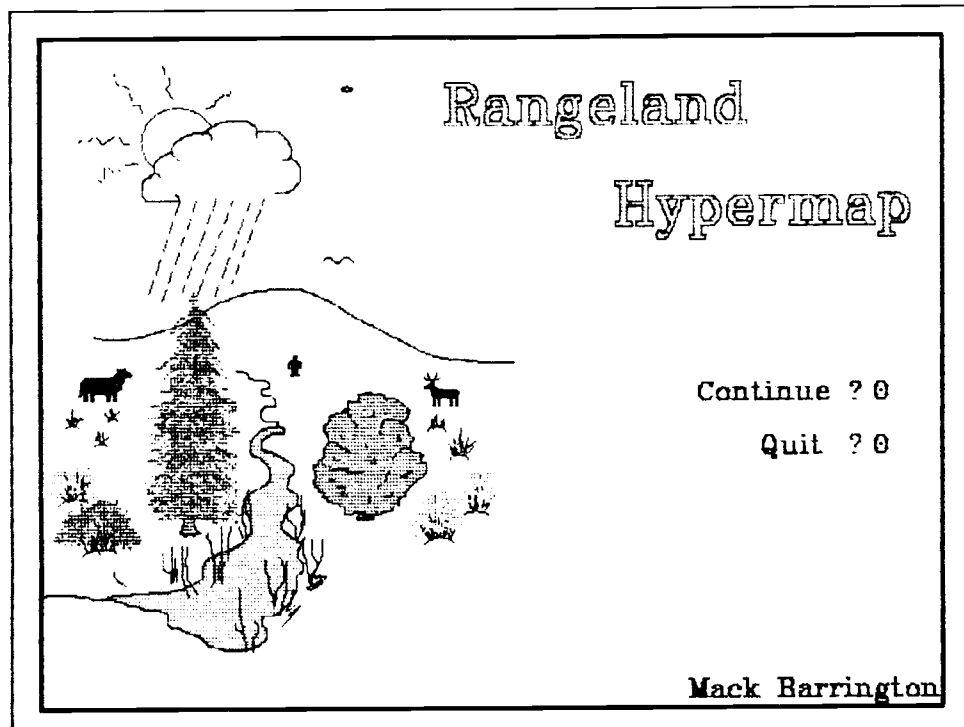 Rangeland
Hypermap
Continue ? 0
Quit ? 0
Mack Barrington